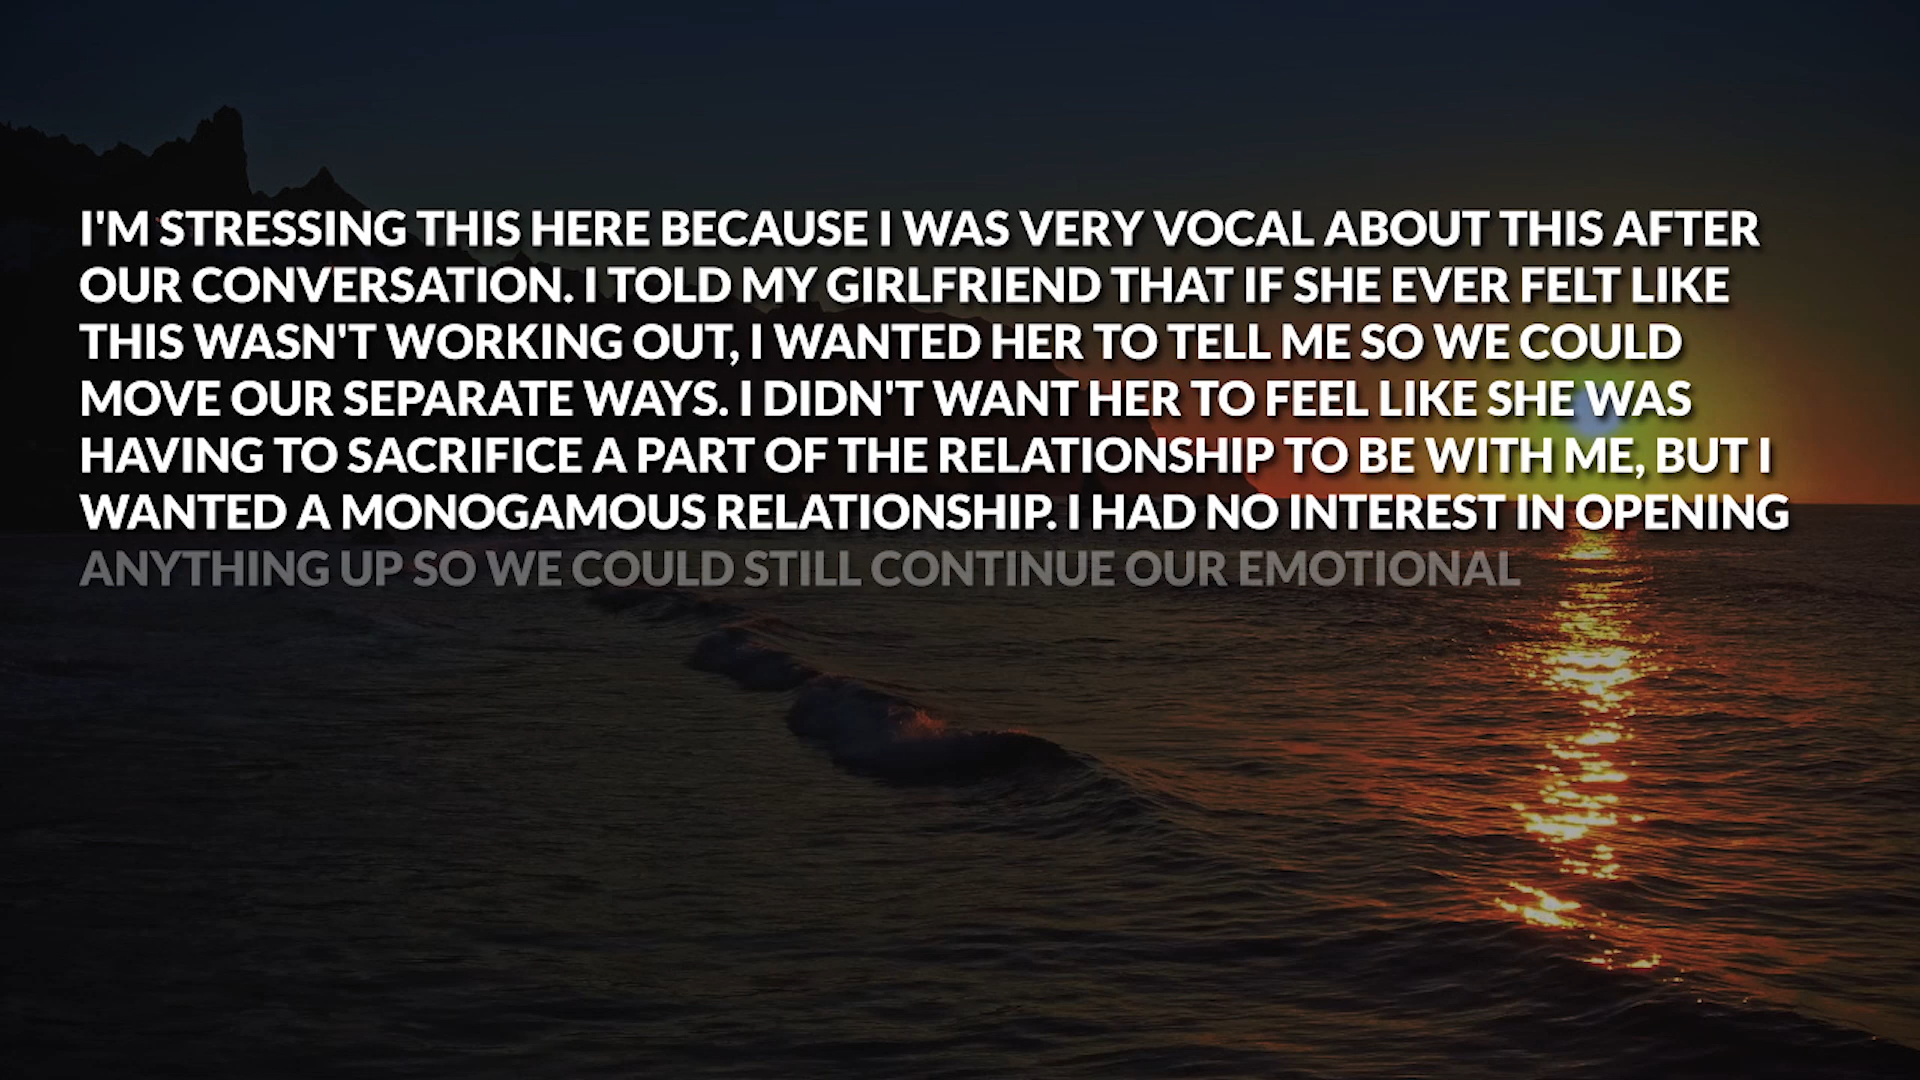 I'M STRESSING THIS HERE BECAUSE I WAS VERY VOCAL ABOUT THIS AFTER
OUR CONVERSATION. I TOLD MY GIRLFRIEND THAT IF SHE EVER FELT LIKE
THIS WASN'T WORKING OUT, I WANTED HER TO TELL ME SO WE COULD
MOVE OUR SEPARATE WAYS. I DIDN'T WANT HER TO FEEL LIKE SHE WAS
HAVING TO SACRIFICE A PART OF THE RELATIONSHIP TO BE WITH ME, BUT I
WANTED A MONOGAMOUS RELATIONSHIP. I HAD NO INTEREST IN OPENING
ANYTHING UP SO WE COULD STILL CONTINUE OUR EMOTIONAL